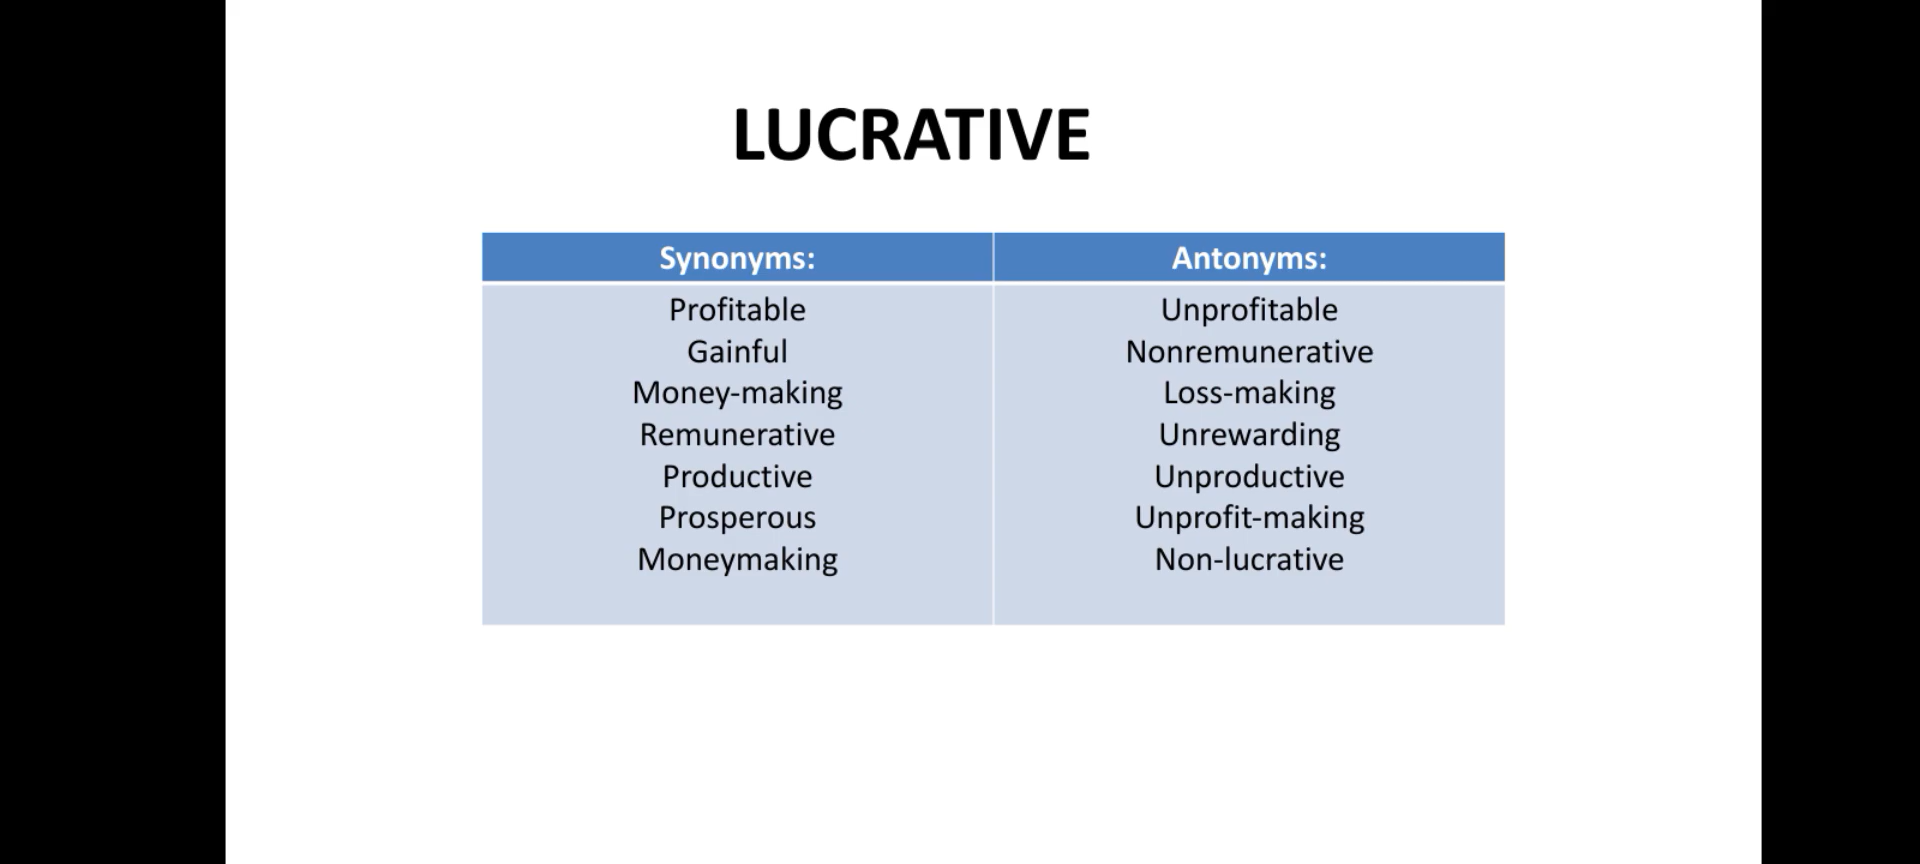 LUCRATIVE
Synonyms: Antonyms:
Profitable Unprofitable
Gainful Nonremunerative
Money-making Loss-making
Remunerative Unrewarding
Productive Unproductive
Prosperous Unprofit-making
Moneymaking Non-lucrative